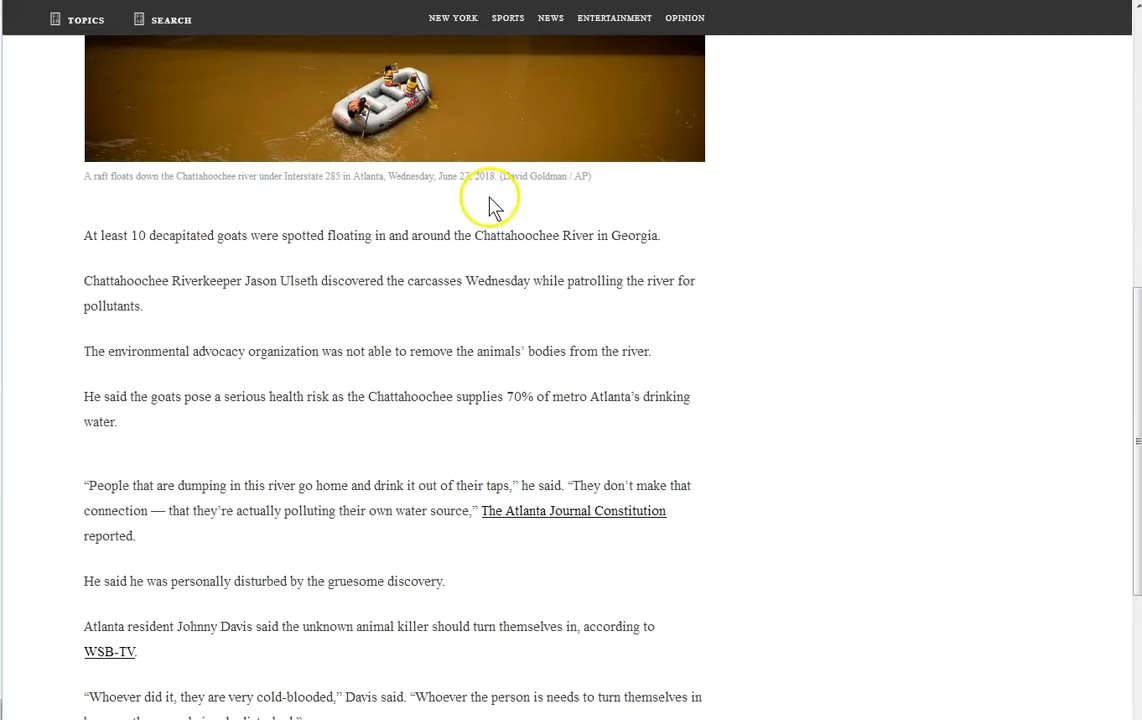 TOPICS SEARCH NEW YORK SPORTS NEWS ENTERTAINMENT OPINION
NOC
A raft floats down the Chattahoochee river under Interstate 285 in Atlanta, Wednesday, June 27, 2018. (David Goldman / AP)
At least 10 decapitated goats were spotted floating in and around the Chattahoochee River in Georgia.
Chattahoochee Riverkeeper Jason Ulseth discovered the carcasses Wednesday while patrolling the river for
pollutants.
The environmental advocacy organization was not able to remove the animals’ bodies from the river.
He said the goats pose a serious health risk as the Chattahoochee supplies 70% of metro Atlanta’s drinking
water.
“People that are dumping in this river go home and drink it out of their taps,” he said. “They don’t make that
connection — that they’re actually polluting their own water source,” The Atlanta Journal Constitution
reported.
He said he was personally disturbed by the gruesome discovery.
Atlanta resident Johnny Davis said the unknown animal killer should turn themselves in, according to
WSB-TV.
“Whoever did it, they are very cold-blooded,” Davis said. “Whoever the person is needs to turn themselves in